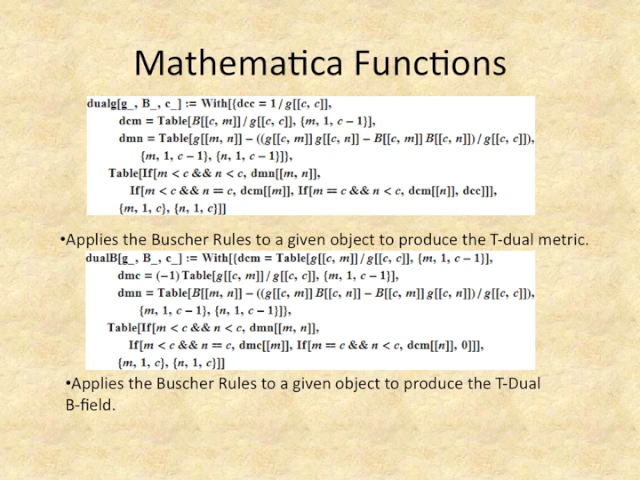 Mathematica Functions
dualg[g_, B_, c_] := With[{dcc = 1 / g[[c, c]],
dcm = Table[B[[c, m]] / g[[c, c]], {m, 1, c − 1}],
dmn = Table[g[[m, n]] − ((g[[c, m]] g[[c, n]] − B[[c, m]] B[[c, n]]) / g[[c, c]]),
{m, 1, c − 1}, {n, 1, c − 1}]},
Table[If[m < c && n < c, dmn[[m, n]],
If[m < c && n == c, dcm[[m]], If[m == c && n < c, dcm[[n]], dcc]]],
{m, 1, c}, {n, 1, c}]]
•Applies the Buscher Rules to a given object to produce the T-dual metric.
dualB[g_, B_, c_] := With[{dcm = Table[g[[c, m]] / g[[c, c]], {m, 1, c − 1}],
dmc = (−1) Table[g[[c, m]] / g[[c, c]], {m, 1, c − 1}],
dmn = Table[B[[m, n]] − ((g[[c, m]] B[[c, n]] − B[[c, m]] g[[c, n]]) / g[[c, c]]),
{m, 1, c − 1}, {n, 1, c − 1}]},
Table[If[m < c && n < c, dmn[[m, n]],
If[m < c && n == c, dmc[[m]], If[m == c && n < c, dcm[[n]], 0]]],
{m, 1, c}, {n, 1, c}]]
•Applies the Buscher Rules to a given object to produce the T-Dual
B-field.